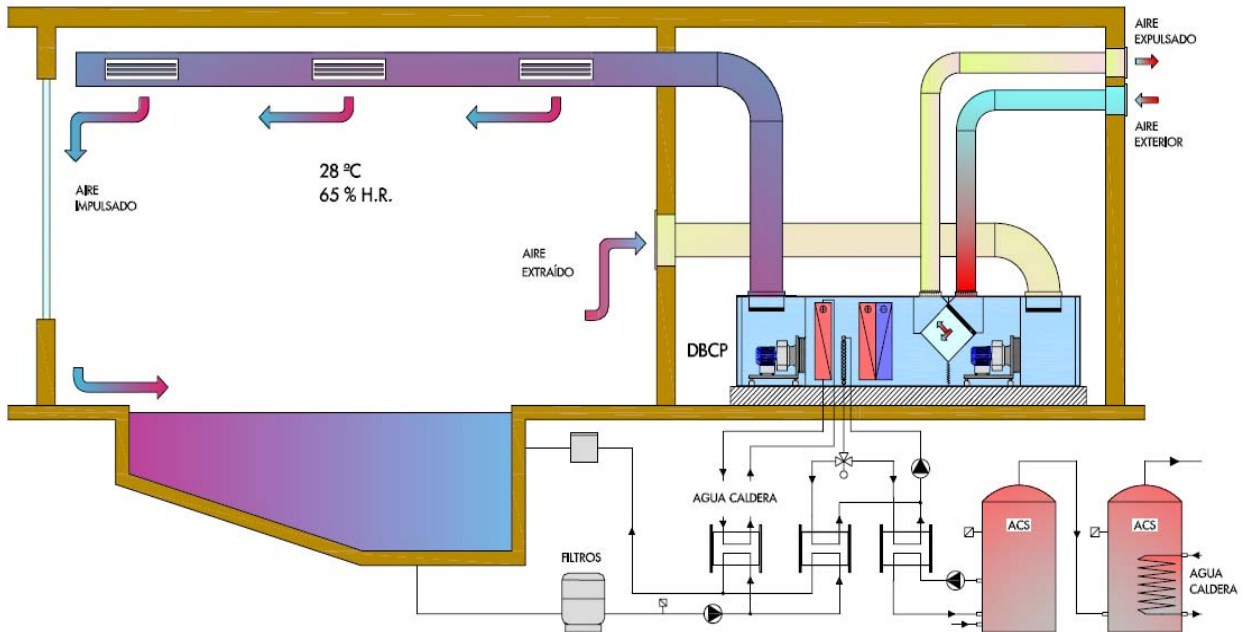 AIRE
EXPULSADO
AIRE
EXTERIOR
28 ºC
65 % H.R.
AIRE
IMPULSADO
AIRE
EXTRAÍDO
DBCP
AGUA CALDERA
ACS
ACS
FILTROS
AGUA
CALDERA